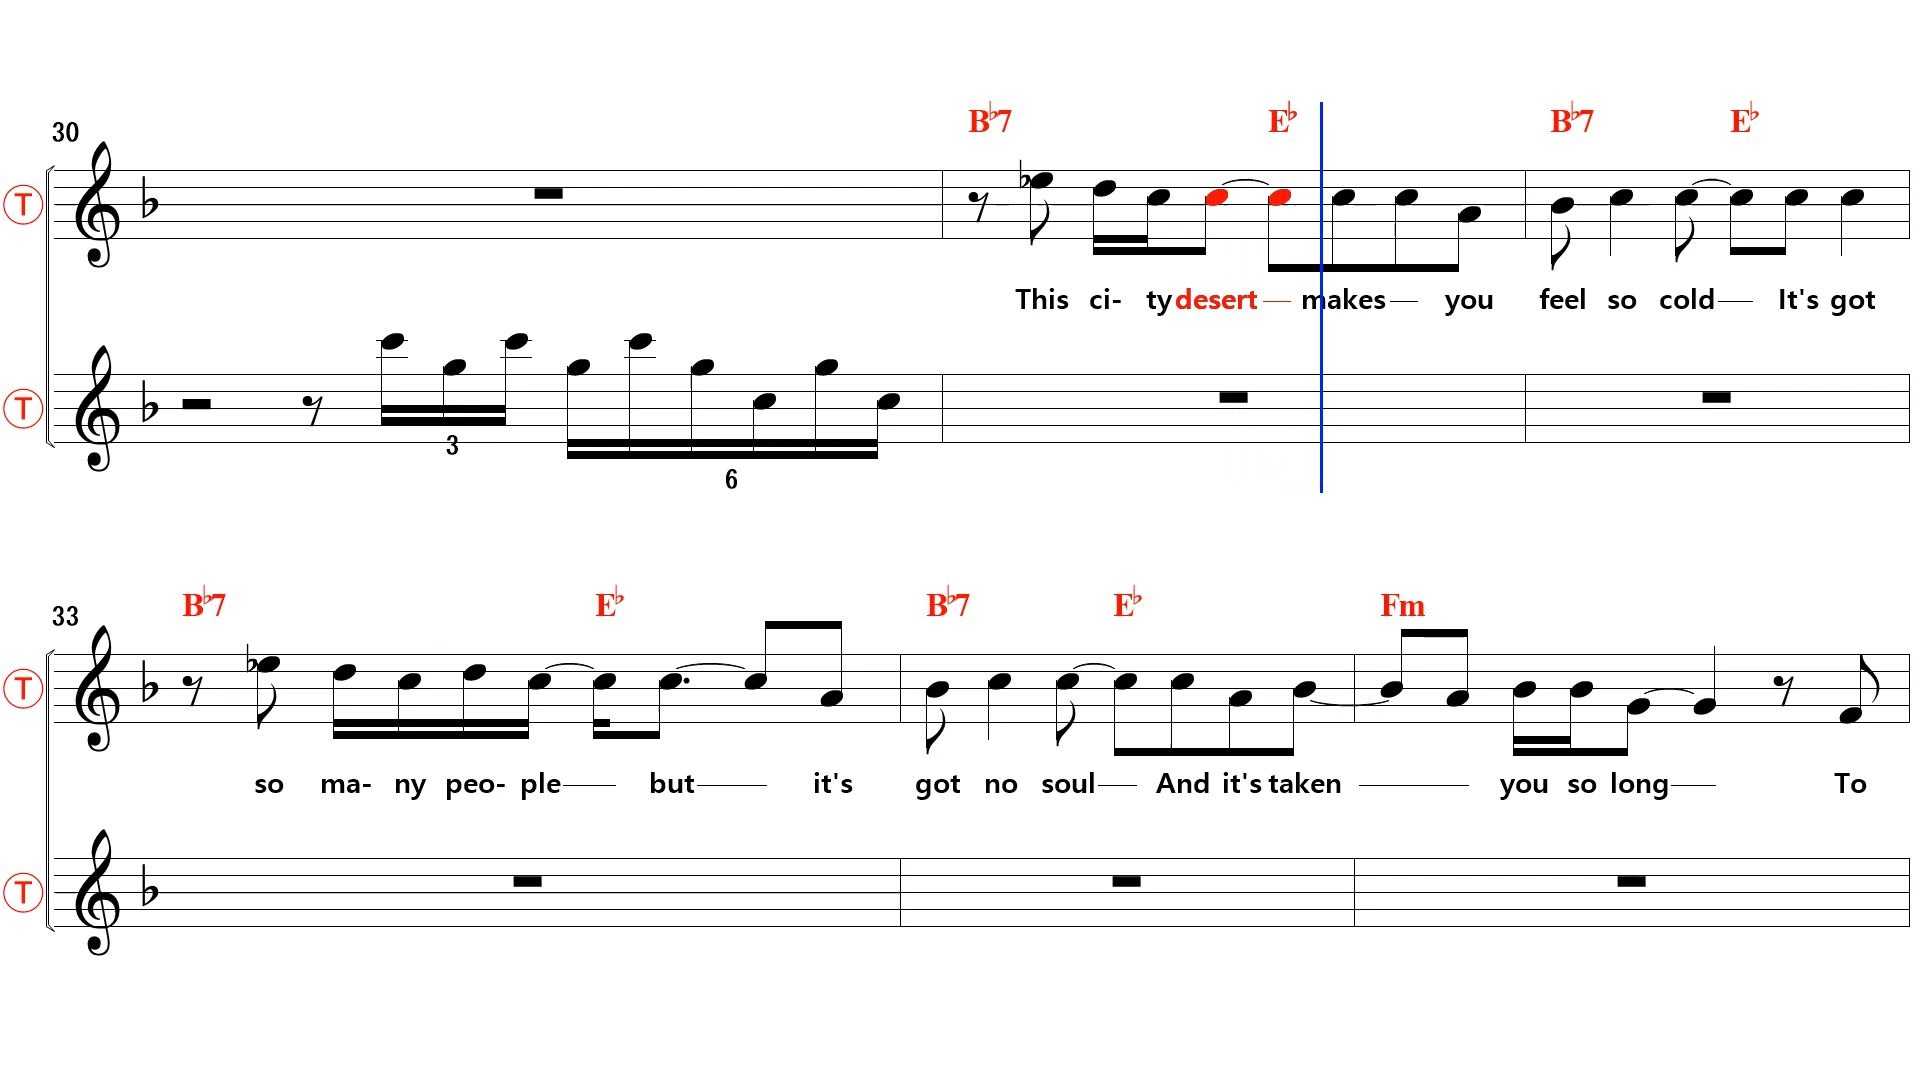 B♭7 E♭ B♭7 E♭
30
T
This ci- ty desert makes you feel so cold It's got
T
3
6
B♭7 E♭ B♭7 E♭ Fm
33
T
so ma- ny peo- ple but it's got no soul And it's taken you so long To
T